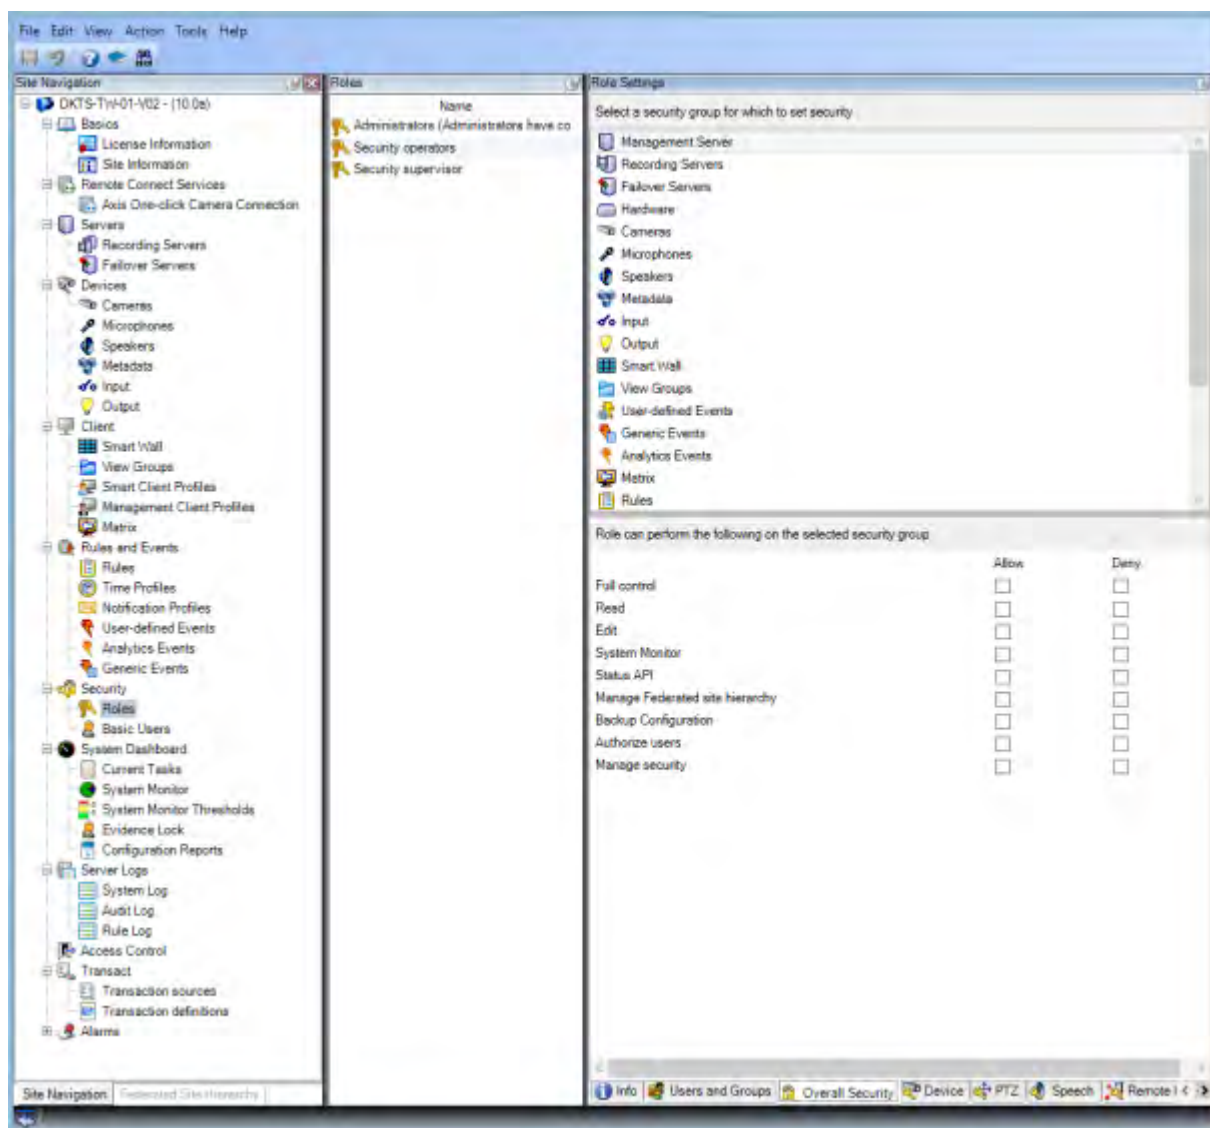 File Edit View Action Tools Help
Site Navigation
DKTS-TW-01-V02 - (10.0a)
Basics
License Information
Site Information
Remote Connect Services
Axis One-click Camera Connection
Servers
Recording Servers
Failover Servers
Devices
Cameras
Microphones
Speakers
Metadata
Input
Output
Client
Smart Wall
View Groups
Smart Client Profiles
Management Client Profiles
Matrix
Rules and Events
Rules
Time Profiles
Notification Profiles
User-defined Events
Analytics Events
Generic Events
Security
Roles
Basic Users
System Dashboard
Current Tasks
System Monitor
System Monitor Thresholds
Evidence Lock
Configuration Reports
Server Logs
System Log
Audit Log
Rule Log
Access Control
Transact
Transaction sources
Transaction definitions
Alarms
Site Navigation Federated Site Hierarchy
Roles
Name
Administrators (Administrators have co
Security operators
Security supervisor
Role Settings
Select a security group for which to set security
Management Server
Recording Servers
Failover Servers
Hardware
Cameras
Microphones
Speakers
Metadata
Input
Output
Smart Wall
View Groups
User-defined Events
Generic Events
Analytics Events
Matrix
Rules
Role can perform the following on the selected security group
Allow Deny
Full control
Read
Edit
System Monitor
Status API
Manage Federated site hierarchy
Backup Configuration
Authorize users
Manage security
Info Users and Groups Overall Security Device PTZ Speech Remote